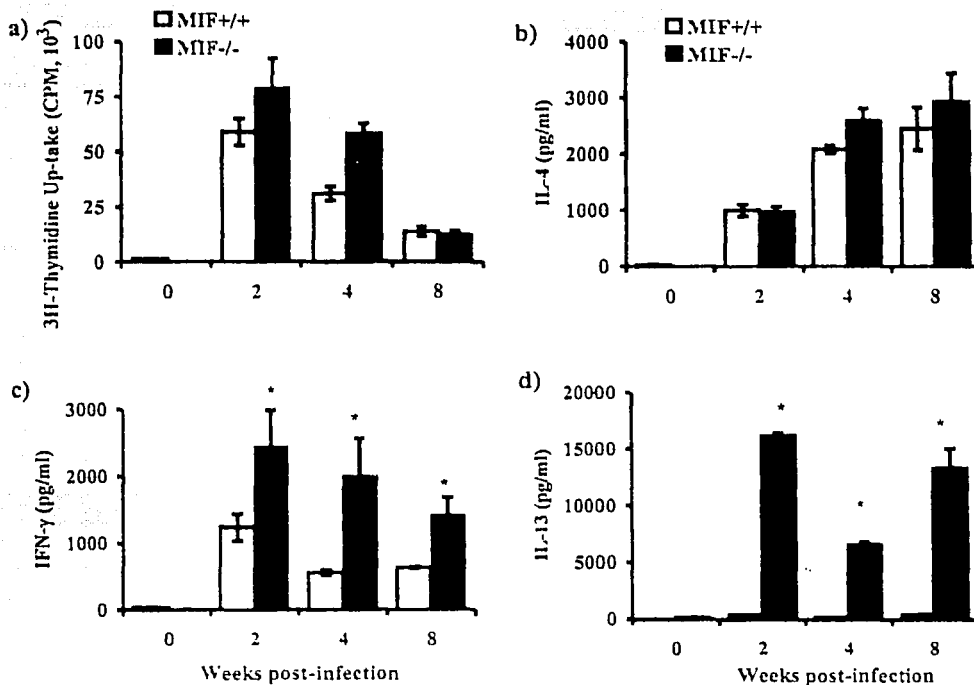 a)
MIF+/+
MIF-/-
3H-Thymidine Up-take (CPM, 10³)
100
75
50
25
0
0 2 4 8
b)
MIF+/+
MIF-/-
IL-4 (pg/ml)
4000
3000
2000
1000
0
0 2 4 8
c)
IFN-γ (pg/ml)
3000
2000
1000
0
* * *
0 2 4 8
Weeks post-infection
d)
IL-13 (pg/ml)
20000
15000
10000
5000
0
* * *
0 2 4 8
Weeks post-infection